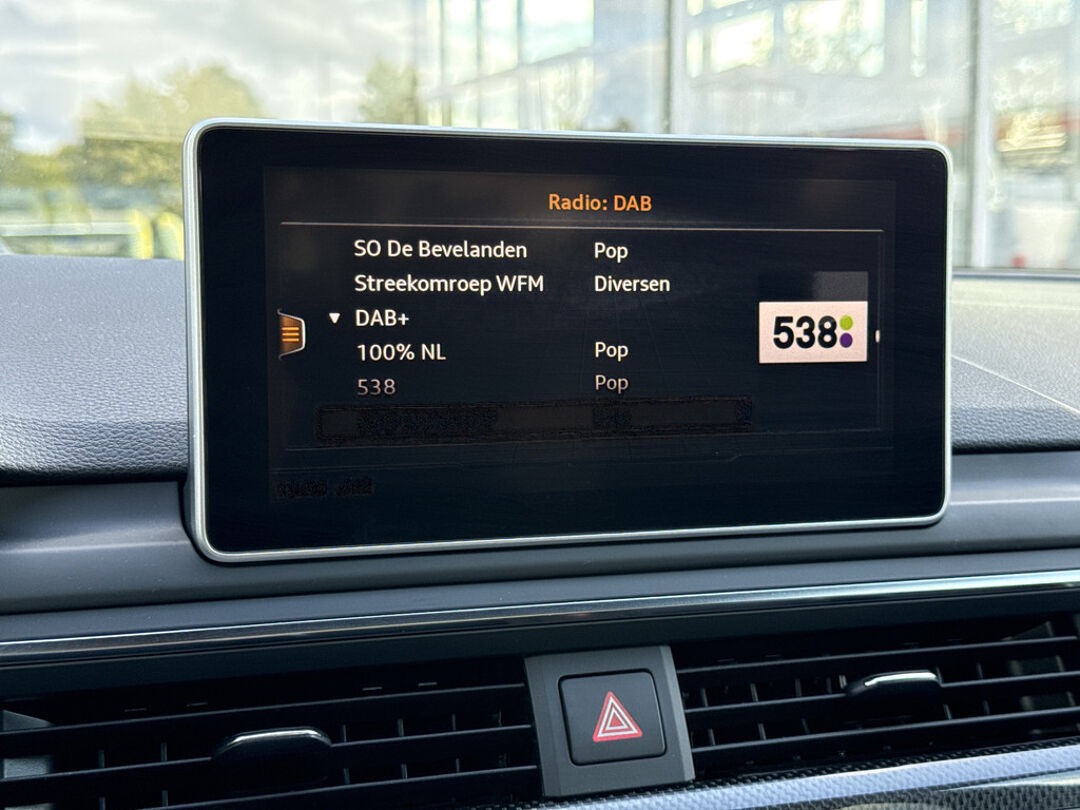 Radio: DAB
SO De Bevelanden Pop
Streekomroep WFM Diversen
DAB+
100% NL Pop
538 Pop
538